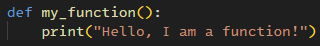 def my_function():
    print("Hello, I am a function!")